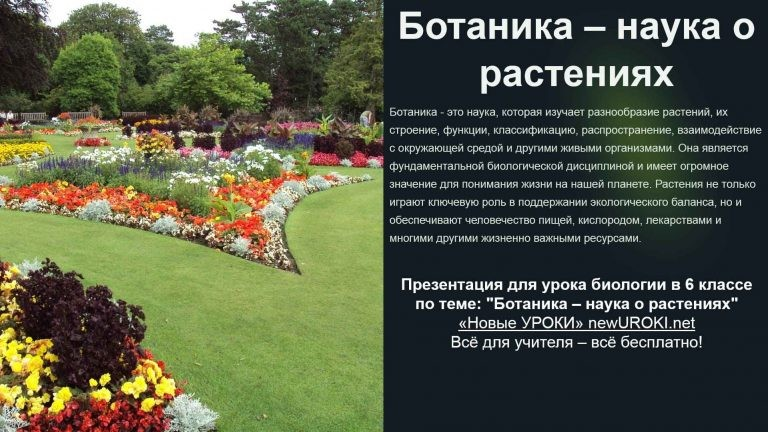 Ботаника – наука о
растениях
Ботаника - это наука, которая изучает разнообразие растений, их
строение, функции, классификацию, распространение, взаимодействие
с окружающей средой и другими живыми организмами. Она является
фундаментальной биологической дисциплиной и имеет огромное
значение для понимания жизни на нашей планете. Растения не только
играют ключевую роль в поддержании экологического баланса, но и
обеспечивают человечество пищей, кислородом, лекарствами и
многими другими жизненно важными ресурсами.
Презентация для урока биологии в 6 классе
по теме: "Ботаника – наука о растениях"
«Новые УРОКИ» newUROKI.net
Всё для учителя – всё бесплатно!